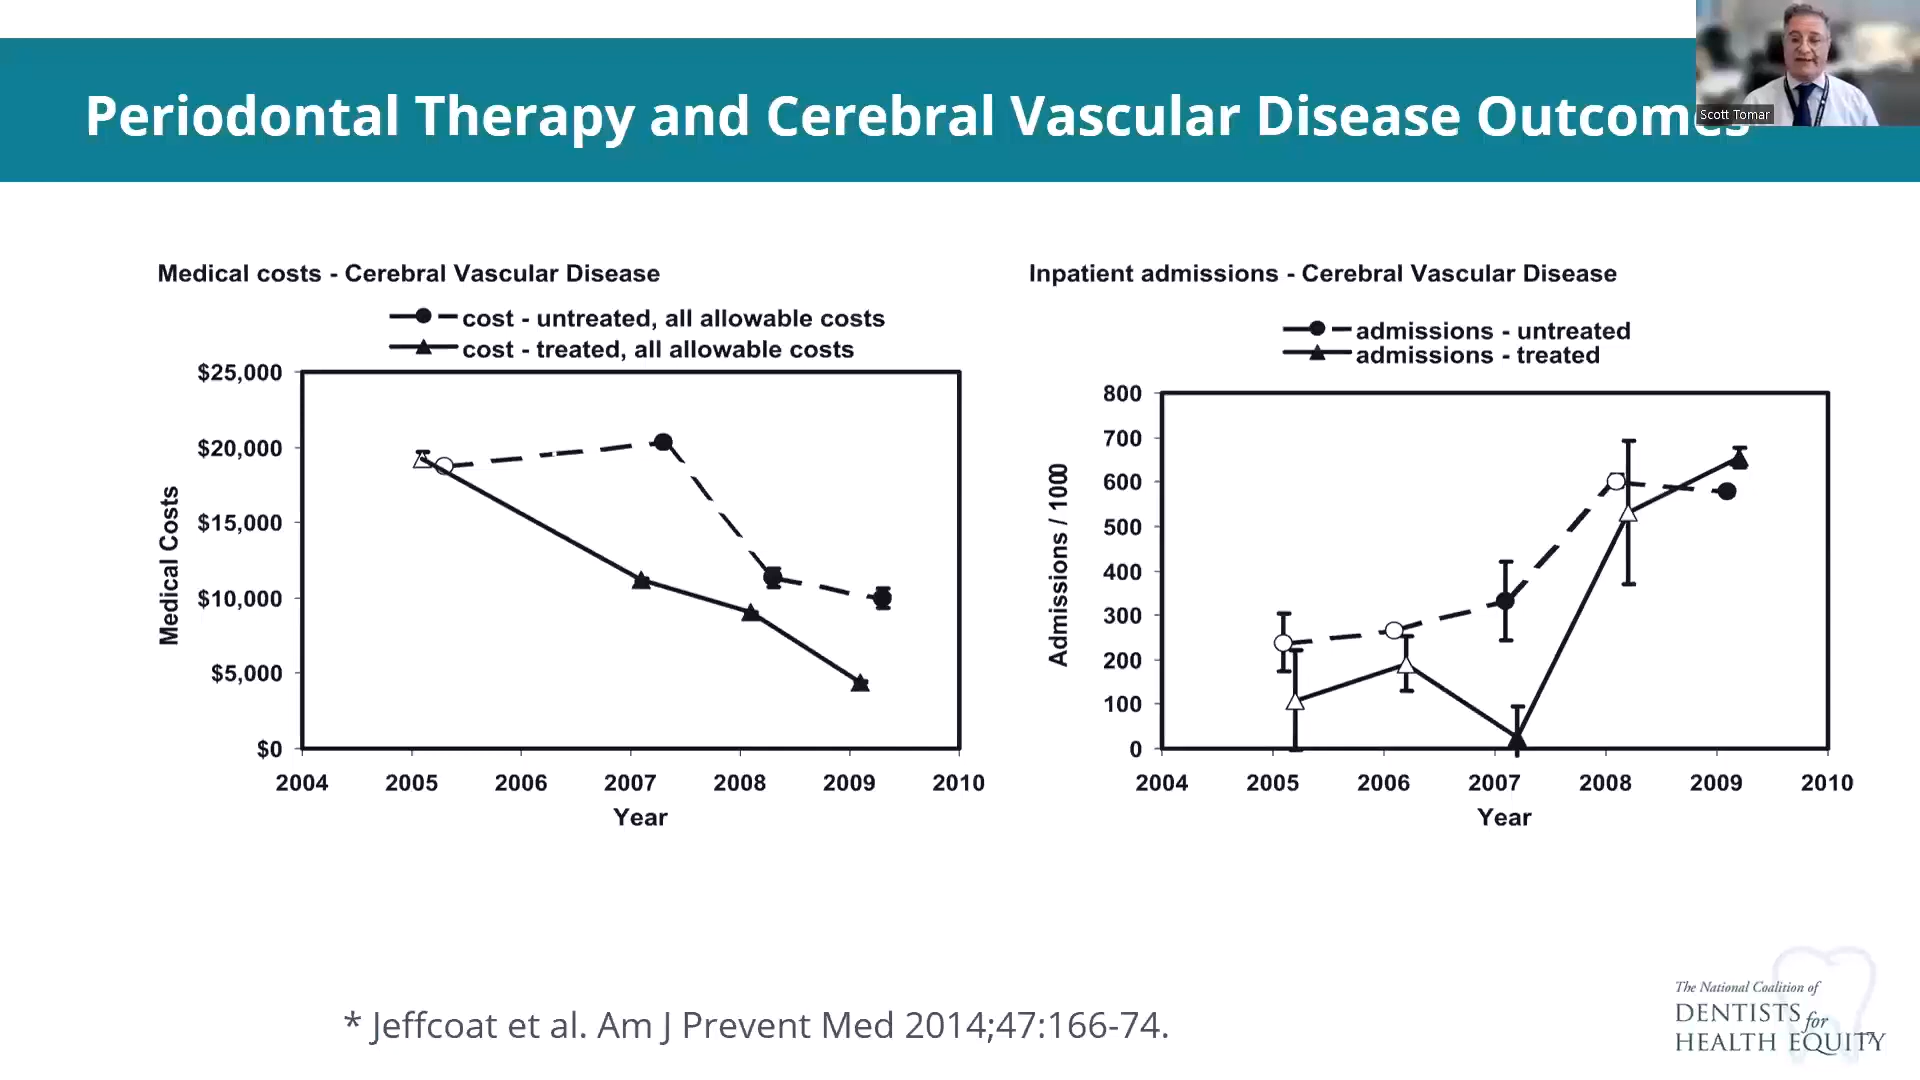 Periodontal Therapy and Cerebral Vascular Disease Outcomes
Scott Tomar
Medical costs - Cerebral Vascular Disease
cost - untreated, all allowable costs
cost - treated, all allowable costs
$25,000
$20,000
$15,000
$10,000
$5,000
$0
Medical Costs
2004 2005 2006 2007 2008 2009 2010
Year
Inpatient admissions - Cerebral Vascular Disease
admissions - untreated
admissions - treated
800
700
600
500
400
300
200
100
0
Admissions / 1000
2004 2005 2006 2007 2008 2009 2010
Year
* Jeffcoat et al. Am J Prevent Med 2014;47:166-74.
The National Coalition of
DENTISTS for
HEALTH EQUITY